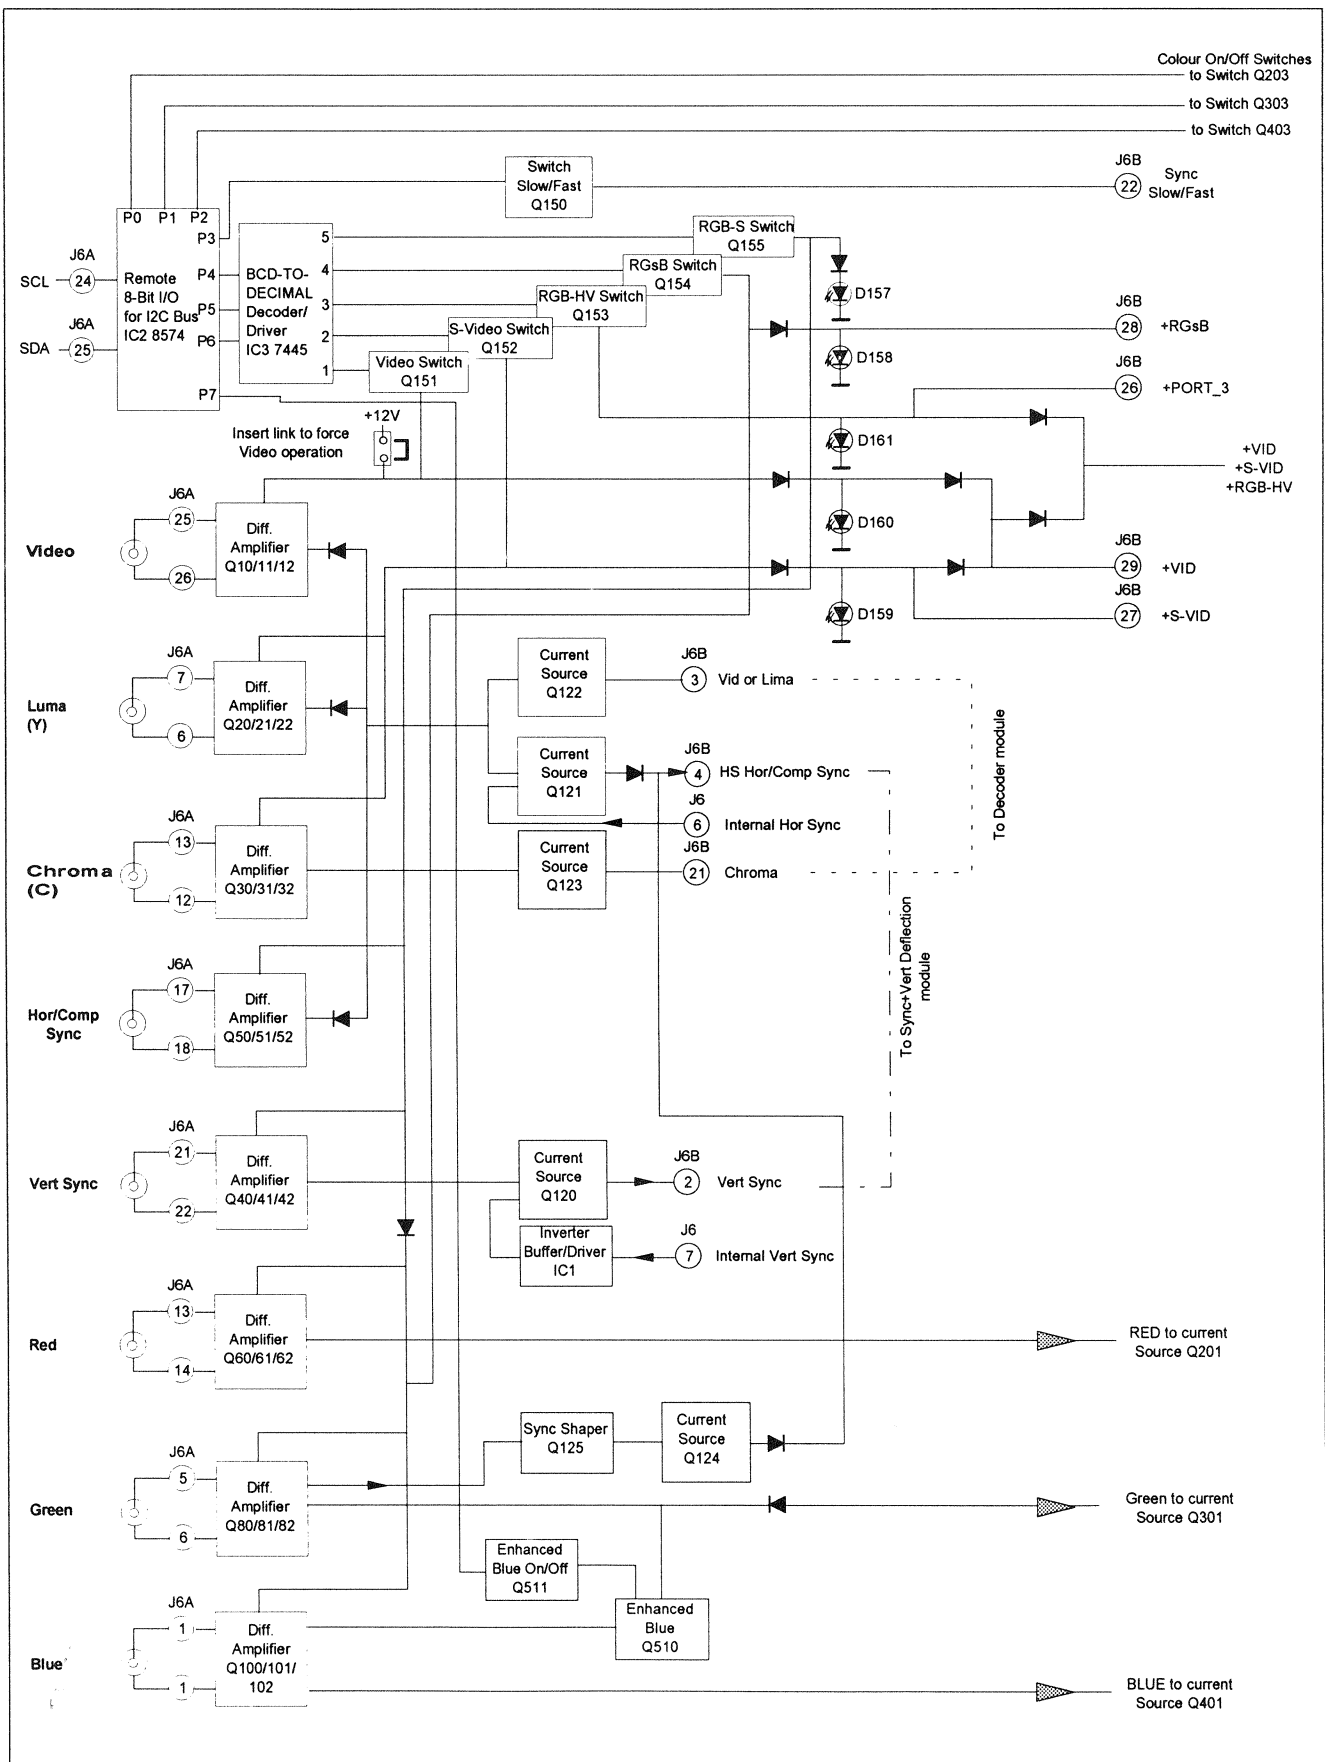 Colour On/Off Switches
to Switch Q203
to Switch Q303
to Switch Q403
J6B
22
Sync
Slow/Fast
Switch
Slow/Fast
Q150
P0 P1 P2
P3
P4
P5
P6
P7
J6A
SCL 24
J6A
SDA 25
Remote
8-Bit I/O
for I2C Bus
IC2 8574
BCD-TO-
DECIMAL
Decoder/
Driver
IC3 7445
5
4
3
2
1
RGB-S Switch
Q155
RGsB Switch
Q154
RGB-HV Switch
Q153
S-Video Switch
Q152
Video Switch
Q151
D157
J6B
28 +RGsB
D158
J6B
26 +PORT_3
+12V
Insert link to force
Video operation
D161
+VID
+S-VID
+RGB-HV
D160
J6B
29 +VID
J6B
27 +S-VID
D159
Video
J6A
25
26
Diff.
Amplifier
Q10/11/12
Luma
(Y)
J6A
7
6
Diff.
Amplifier
Q20/21/22
Current
Source
Q122
J6B
3 Vid or Lima
Current
Source
Q121
J6B
4 HS Hor/Comp Sync
J6
6 Internal Hor Sync
To Decoder module
Chroma
(C)
J6A
13
12
Diff.
Amplifier
Q30/31/32
Current
Source
Q123
J6B
21 Chroma
To Sync+Vert Deflection
module
Hor/Comp
Sync
J6A
17
18
Diff.
Amplifier
Q50/51/52
Vert Sync
J6A
21
22
Diff.
Amplifier
Q40/41/42
Current
Source
Q120
J6B
2 Vert Sync
Inverter
Buffer/Driver
IC1
J6
7 Internal Vert Sync
Red
J6A
13
14
Diff.
Amplifier
Q60/61/62
RED to current
Source Q201
Green
J6A
5
6
Diff.
Amplifier
Q80/81/82
Sync Shaper
Q125
Current
Source
Q124
Green to current
Source Q301
Enhanced
Blue On/Off
Q511
Enhanced
Blue
Q510
Blue
J6A
1
1
Diff.
Amplifier
Q100/101/
102
BLUE to current
Source Q401